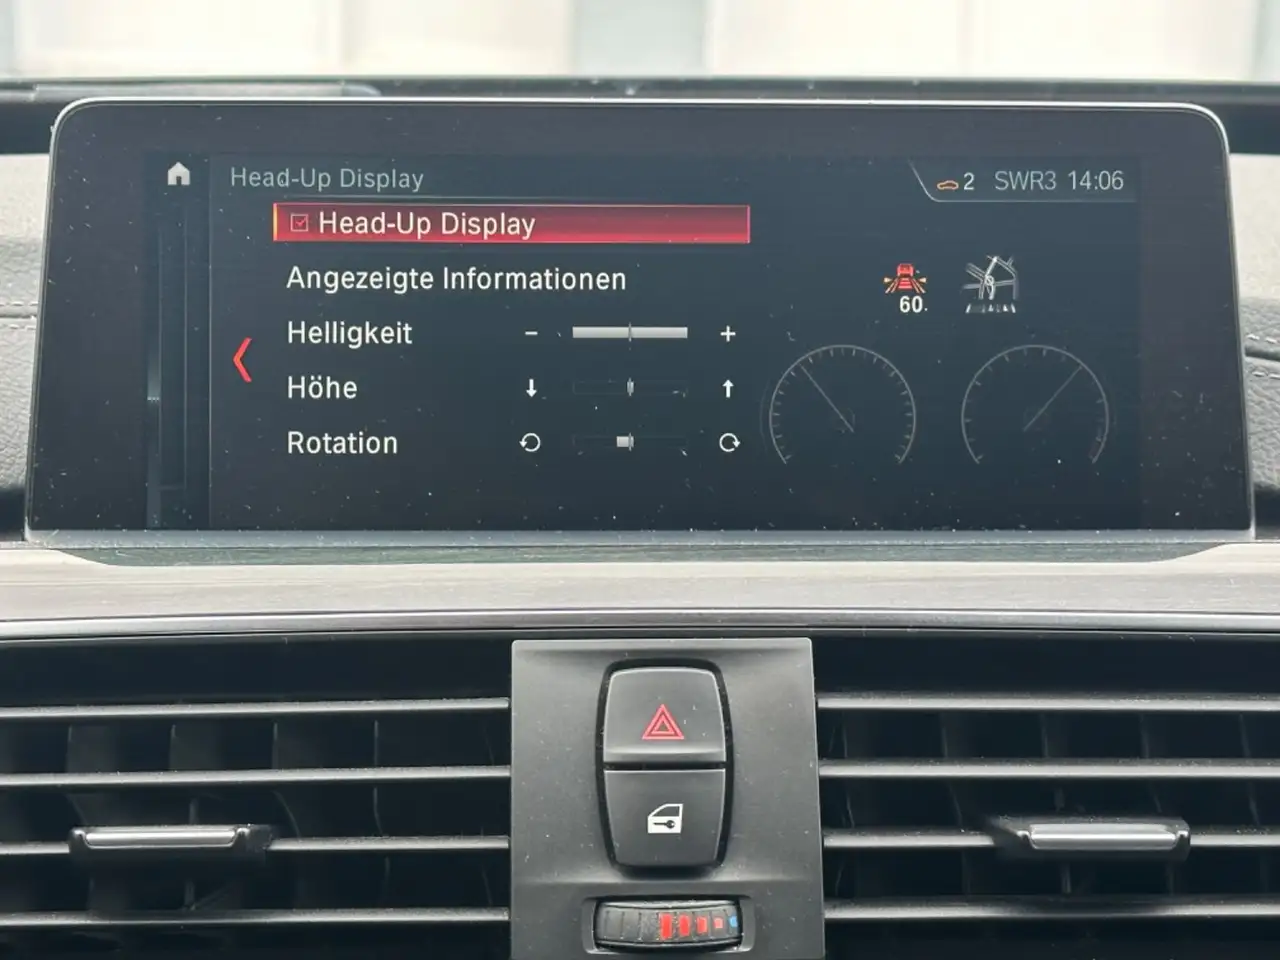 Head-Up Display
2 SWR3 14:06
Head-Up Display
Angezeigte Informationen
60.
Helligkeit - +
Höhe
Rotation